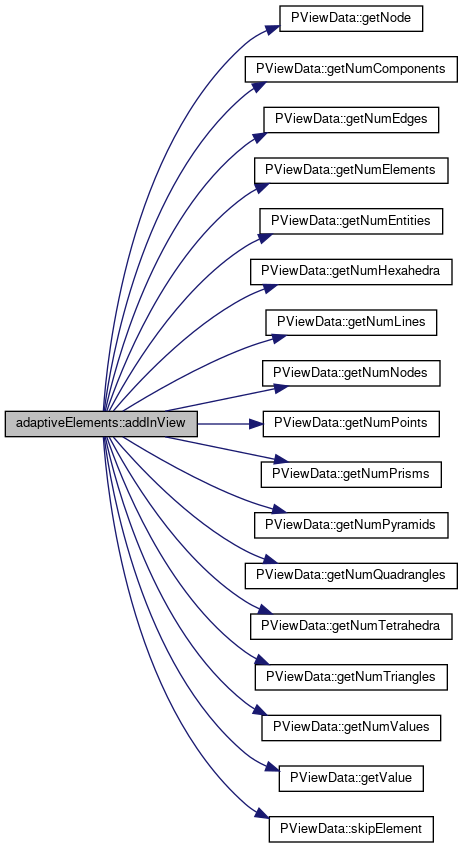 PViewData::getNode
PViewData::getNumComponents
PViewData::getNumEdges
PViewData::getNumElements
PViewData::getNumEntities
PViewData::getNumHexahedra
PViewData::getNumLines
PViewData::getNumNodes
adaptiveElements::addInView
PViewData::getNumPoints
PViewData::getNumPrisms
PViewData::getNumPyramids
PViewData::getNumQuadrangles
PViewData::getNumTetrahedra
PViewData::getNumTriangles
PViewData::getNumValues
PViewData::getValue
PViewData::skipElement